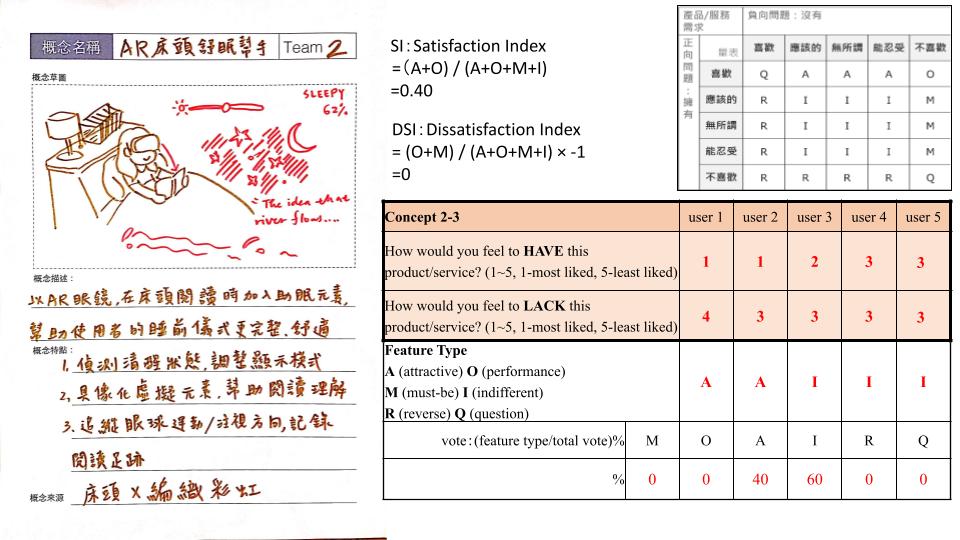 概念名稱 AR床頭舒眠幫手 Team 2
概念草圖
SLEEPY
62%
"The idea that
river flows....
概念描述：
以AR眼鏡,在床頭閱讀時加入助眠元素,
幫助使用者的睡前儀式更完整、舒適
概念特點：
1. 偵測清醒狀態,調整顯示模式
2. 具像化虛擬元素,幫助閱讀理解
3. 追蹤眼球運動/注視方向,記錄
閱讀足跡
概念來源 床頭 × 編織彩虹
SI：Satisfaction Index
=（A+O) / (A+O+M+I)
=0.40
DSI：Dissatisfaction Index
= (O+M) / (A+O+M+I) × -1
=0
產品/服務需求 負向問題：沒有
正向問題：擁有
量表 喜歡 應該的 無所謂 能忍受 不喜歡
喜歡 Q A A A O
應該的 R I I I M
無所謂 R I I I M
能忍受 R I I I M
不喜歡 R R R R Q
Concept 2-3 user 1 user 2 user 3 user 4 user 5
How would you feel to HAVE this
product/service? (1~5, 1-most liked, 5-least liked) 1 1 2 3 3
How would you feel to LACK this
product/service? (1~5, 1-most liked, 5-least liked) 4 3 3 3 3
Feature Type
A (attractive) O (performance)
M (must-be) I (indifferent)
R (reverse) Q (question)
A A I I I
vote：(feature type/total vote)% M O A I R Q
% 0 0 40 60 0 0